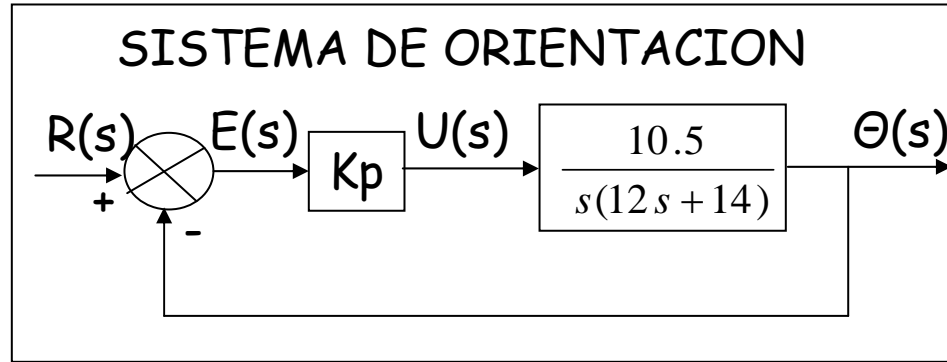 SISTEMA DE ORIENTACION
R(s) E(s) Kp U(s) 10.5 Θ(s)
s(12s+14)
+
-